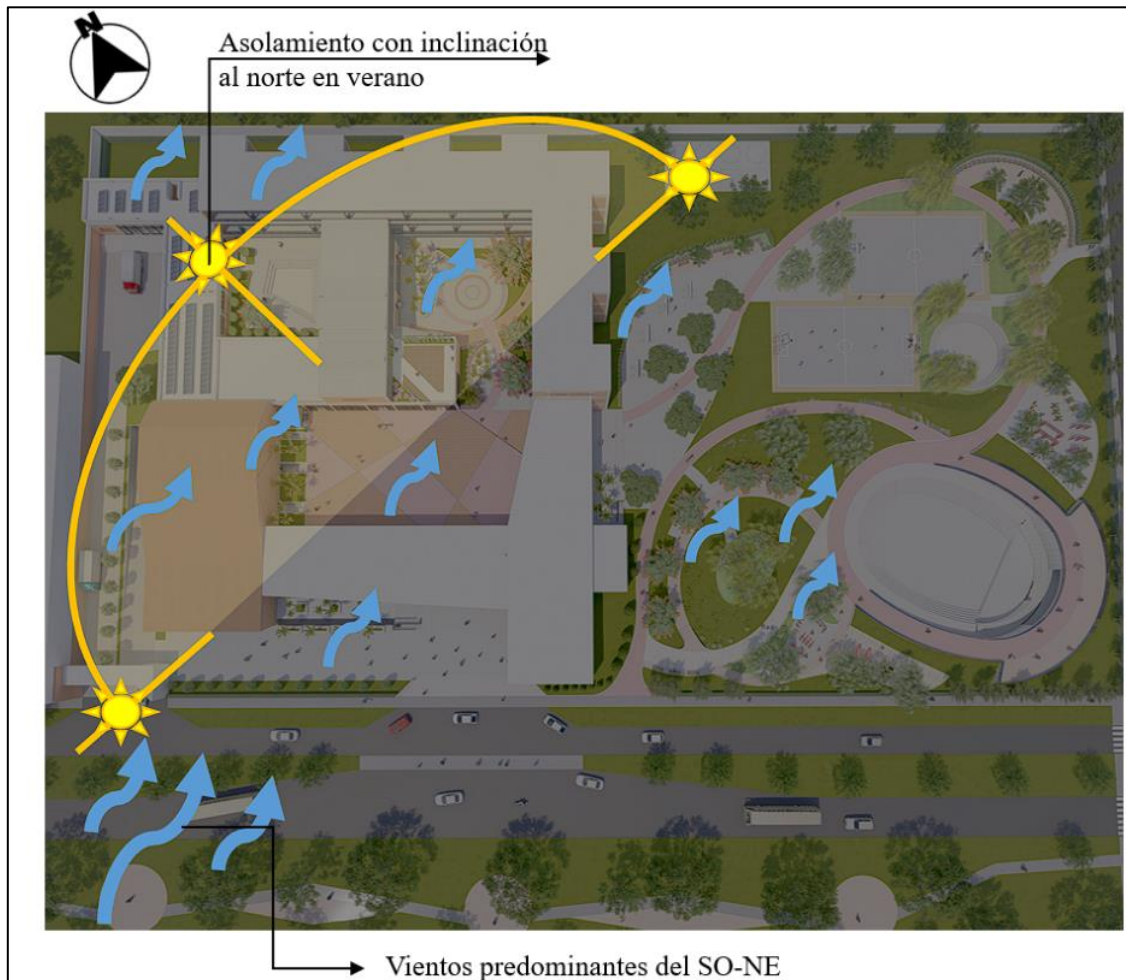 N
Asolamiento con inclinación
al norte en verano
Vientos predominantes del SO-NE